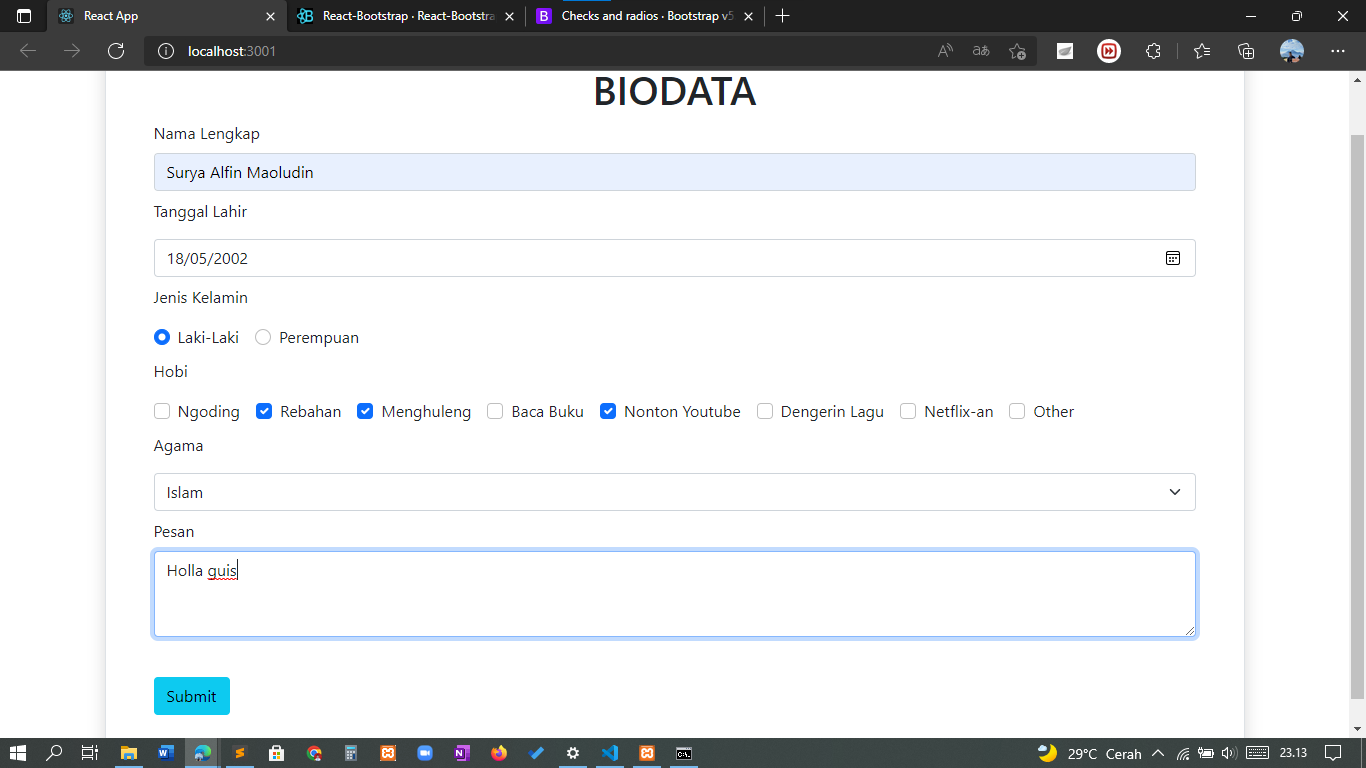 React App
React-Bootstrap · React-Bootstra
Checks and radios · Bootstrap v5
localhost:3001
BIODATA
Nama Lengkap
Surya Alfin Maoludin
Tanggal Lahir
18/05/2002
Jenis Kelamin
Laki-Laki Perempuan
Hobi
Ngoding Rebahan Menghuleng Baca Buku Nonton Youtube Dengerin Lagu Netflix-an Other
Agama
Islam
Pesan
Holla guis
Submit
29°C Cerah 23.13